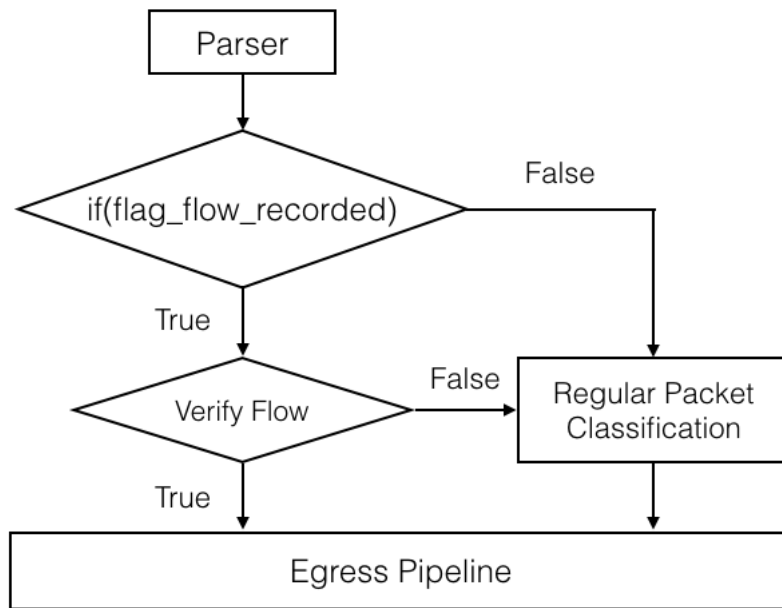 Parser
if(flag_flow_recorded)
False
True
Verify Flow
False
Regular Packet
Classification
True
Egress Pipeline